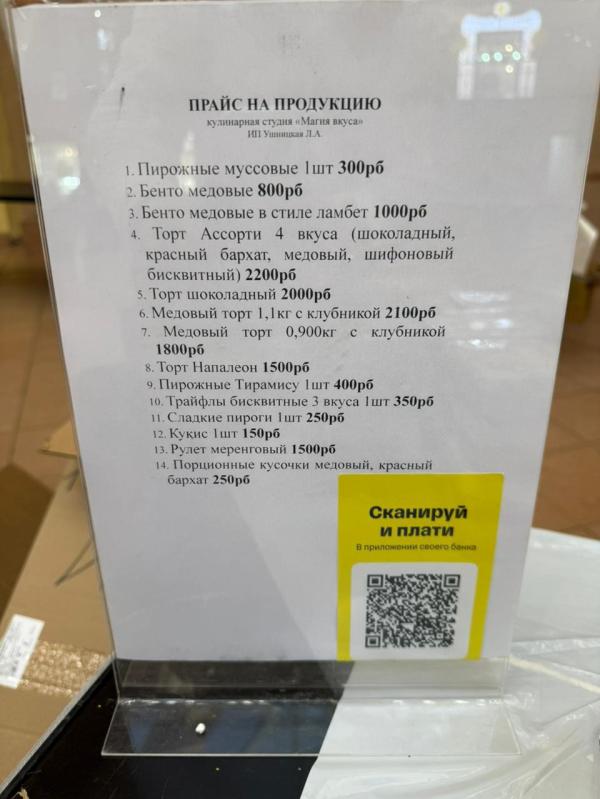 ПРАЙС НА ПРОДУКЦИЮ
кулинарная студия «Магия вкуса»
ИП Ушницкая Л.А.
1. Пирожные муссовые 1шт 300рб
2. Бенто медовые 800рб
3. Бенто медовые в стиле ламбет 1000рб
4. Торт Ассорти 4 вкуса (шоколадный,
красный бархат, медовый, шифоновый
бисквитный) 2200рб
5. Торт шоколадный 2000рб
6. Медовый торт 1,1кг с клубникой 2100рб
7. Медовый торт 0,900кг с клубникой
1800рб
8. Торт Напалеон 1500рб
9. Пирожные Тирамису 1шт 400рб
10. Трайфлы бисквитные 3 вкуса 1шт 350рб
11. Сладкие пироги 1шт 250рб
12. Кукис 1шт 150рб
13. Рулет меренговый 1500рб
14. Порционные кусочки медовый, красный
бархат 250рб
Сканируй
и плати
В приложении своего банка